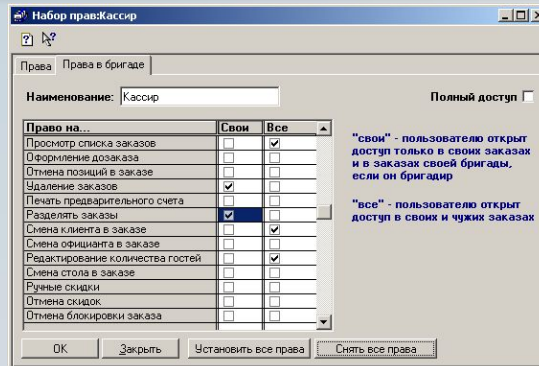 Набор прав:Кассир
Права
Права в бригаде
Наименование: Кассир
Полный доступ
Право на... Свои Все
Просмотр списка заказов
Оформление дозаказа
Отмена позиций в заказе
Удаление заказов
Печать предварительного счета
Разделять заказы
Смена клиента в заказе
Смена официанта в заказе
Редактирование количества гостей
Смена стола в заказе
Ручные скидки
Отмена скидок
Отмена блокировки заказа
"свои" - пользователю открыт
доступ только в своих заказах
и в заказах своей бригады,
если он бригадир
"все" - пользователю открыт
доступ в своих и чужих заказах
OK
Закрыть
Установить все права
Снять все права